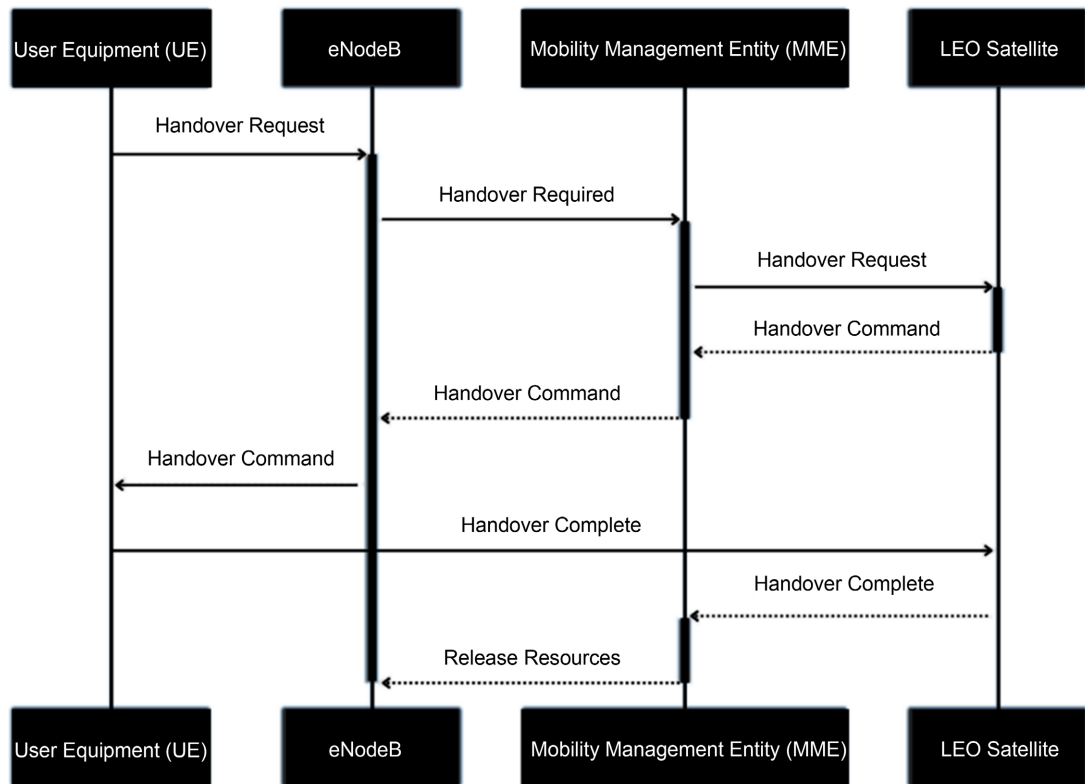 User Equipment (UE)
eNodeB
Mobility Management Entity (MME)
LEO Satellite
Handover Request
Handover Required
Handover Request
Handover Command
Handover Command
Handover Command
Handover Complete
Handover Complete
Release Resources
User Equipment (UE)
eNodeB
Mobility Management Entity (MME)
LEO Satellite